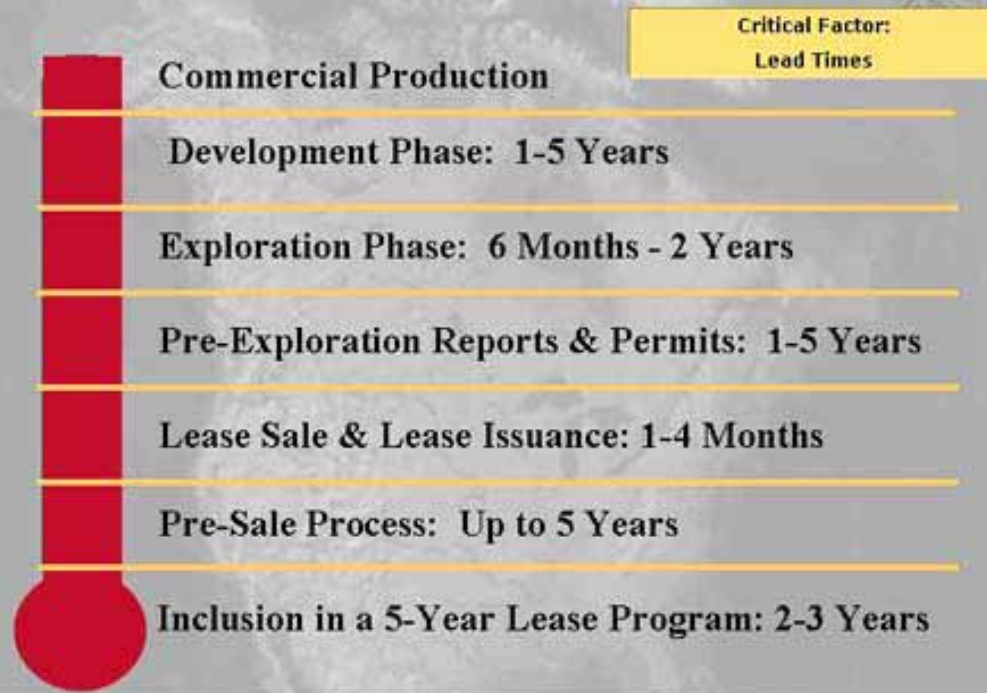 Critical Factor:
Lead Times
Commercial Production
Development Phase: 1-5 Years
Exploration Phase: 6 Months - 2 Years
Pre-Exploration Reports & Permits: 1-5 Years
Lease Sale & Lease Issuance: 1-4 Months
Pre-Sale Process: Up to 5 Years
Inclusion in a 5-Year Lease Program: 2-3 Years